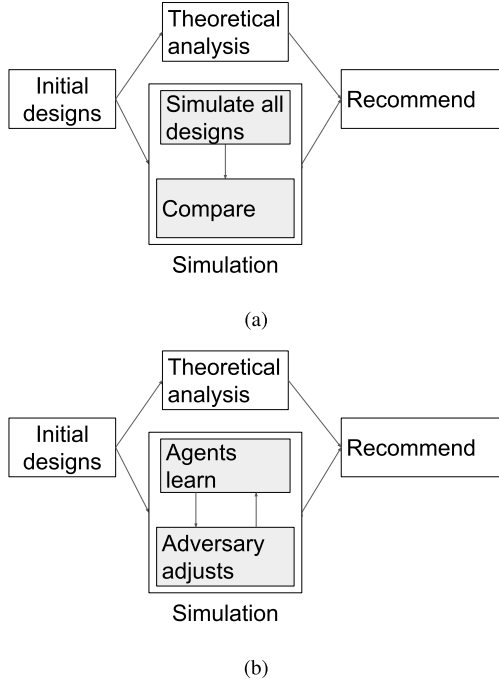 Theoretical
analysis
Initial
designs
Simulate all
designs
Recommend
Compare
Simulation
(a)
Theoretical
analysis
Initial
designs
Agents
learn
Recommend
Adversary
adjusts
Simulation
(b)